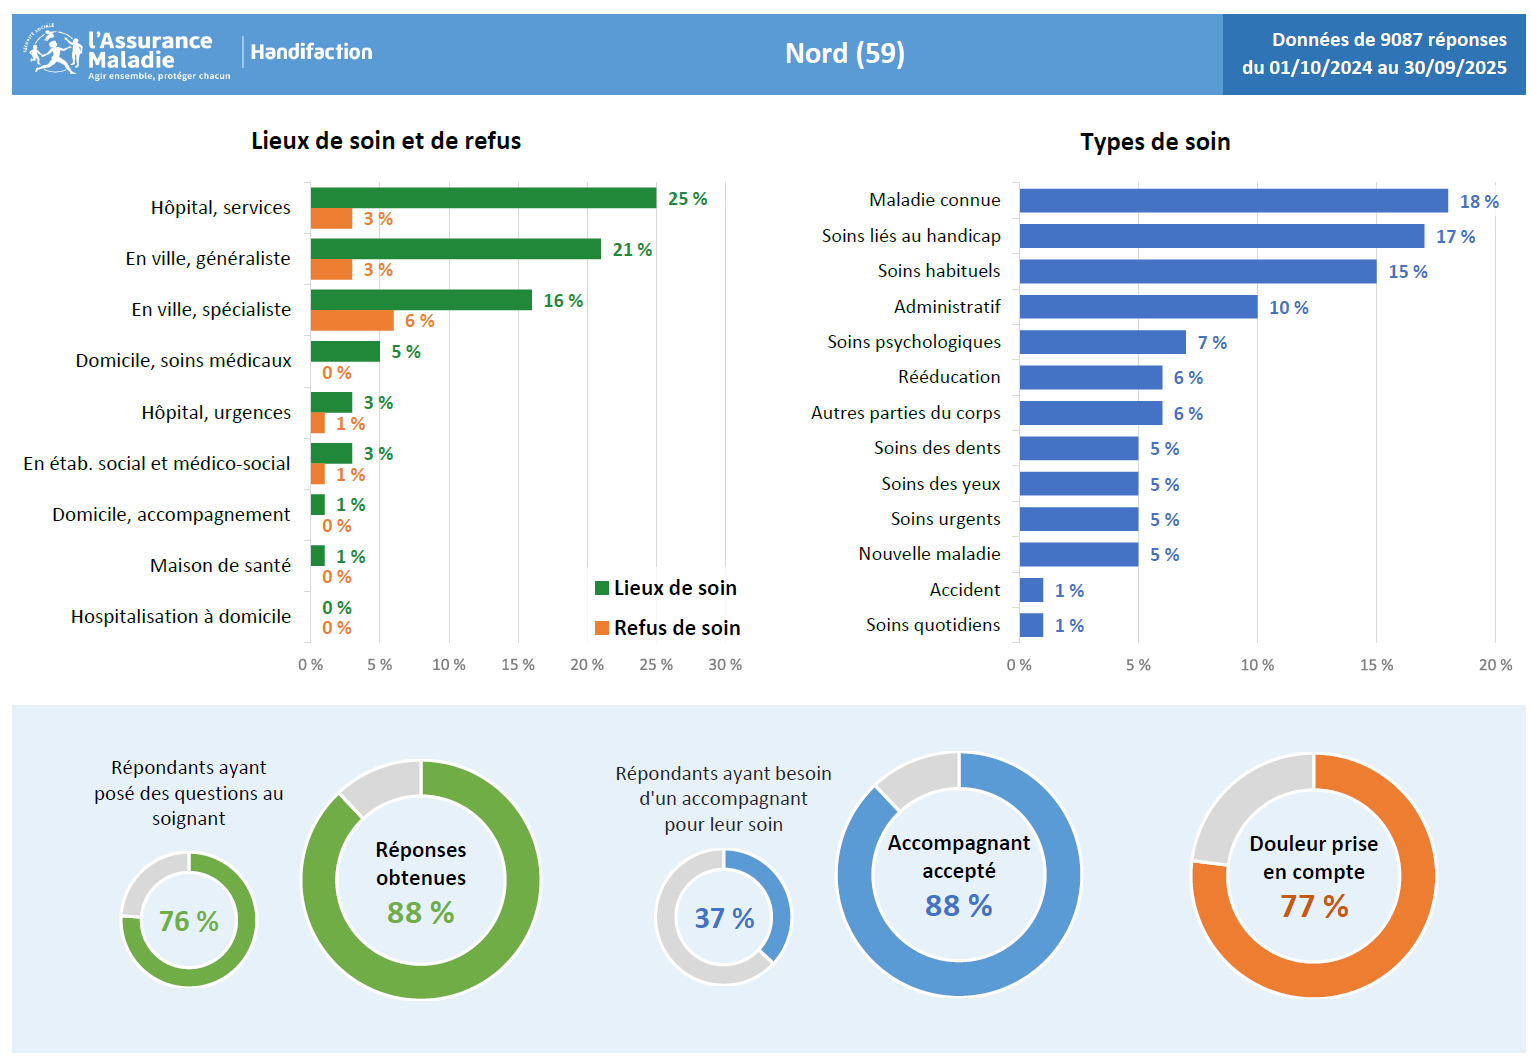 SÉCURITÉ SOCIALE
l'Assurance
Maladie
Agir ensemble, protéger chacun
Handifaction
Nord (59)
Données de 9087 réponses
du 01/10/2024 au 30/09/2025
Lieux de soin et de refus
Hôpital, services
25 %
3 %
En ville, généraliste
21 %
3 %
En ville, spécialiste
16 %
6 %
Domicile, soins médicaux
5 %
0 %
Hôpital, urgences
3 %
1 %
En étab. social et médico-social
3 %
1 %
Domicile, accompagnement
1 %
0 %
Maison de santé
1 %
0 %
Hospitalisation à domicile
0 %
0 %
Lieux de soin
Refus de soin
0 % 5 % 10 % 15 % 20 % 25 % 30 %
Types de soin
Maladie connue 18 %
Soins liés au handicap 17 %
Soins habituels 15 %
Administratif 10 %
Soins psychologiques 7 %
Rééducation 6 %
Autres parties du corps 6 %
Soins des dents 5 %
Soins des yeux 5 %
Soins urgents 5 %
Nouvelle maladie 5 %
Accident 1 %
Soins quotidiens 1 %
0 % 5 % 10 % 15 % 20 %
Répondants ayant
posé des questions au
soignant
76 %
Réponses
obtenues
88 %
Répondants ayant besoin
d'un accompagnant
pour leur soin
37 %
Accompagnant
accepté
88 %
Douleur prise
en compte
77 %